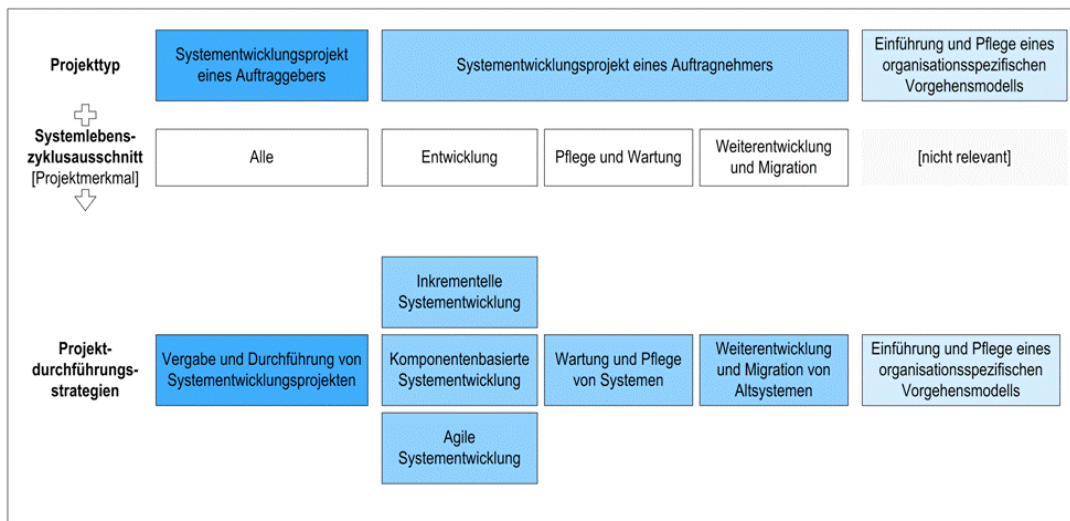 Projekttyp
Systementwicklungsprojekt
eines Auftraggebers
Systementwicklungsprojekt eines Auftragnehmers
Einführung und Pflege eines
organisationsspezifischen
Vorgehensmodells
Systemlebens-
zyklusausschnitt
[Projektmerkmal]
Alle
Entwicklung
Pflege und Wartung
Weiterentwicklung
und Migration
[nicht relevant]
Inkrementelle
Systementwicklung
Projekt-
durchführungs-
strategien
Vergabe und Durchführung von
Systementwicklungsprojekten
Komponentenbasierte
Systementwicklung
Wartung und Pflege
von Systemen
Weiterentwicklung
und Migration von
Altsystemen
Einführung und Pflege eines
organisationsspezifischen
Vorgehensmodells
Agile
Systementwicklung